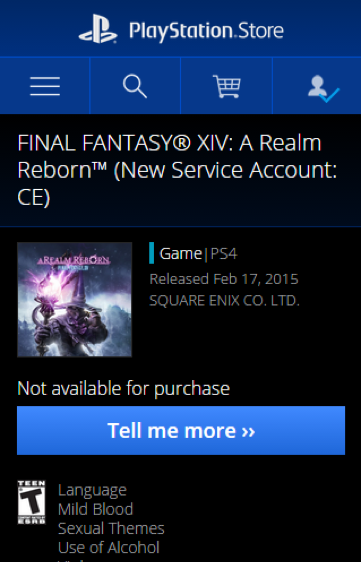 PlayStation.Store
FINAL FANTASY® XIV: A Realm
Reborn™ (New Service Account:
CE)
A REALM REBORN
Game|PS4
Released Feb 17, 2015
SQUARE ENIX CO. LTD.
Not available for purchase
Tell me more ››
TEEN
T
ESRB
Language
Mild Blood
Sexual Themes
Use of Alcohol